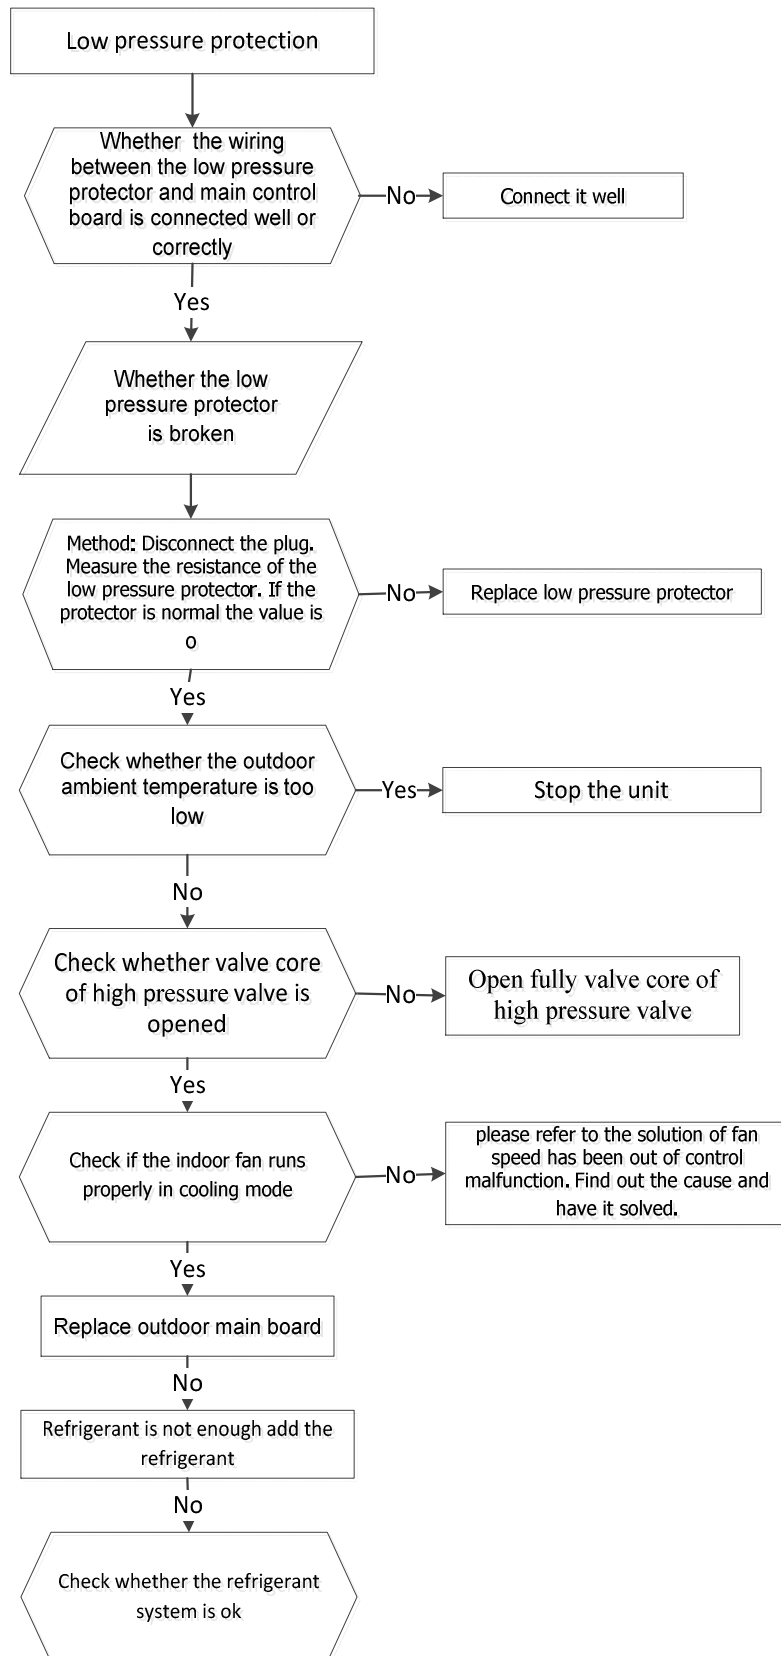 Low pressure protection
Whether the wiring
between the low pressure
protector and main control
board is connected well or
correctly
No
Connect it well
Yes
Whether the low
pressure protector
is broken
Method: Disconnect the plug.
Measure the resistance of the
low pressure protector. If the
protector is normal the value is
o
No
Replace low pressure protector
Yes
Check whether the outdoor
ambient temperature is too
low
Yes
Stop the unit
No
Check whether valve core
of high pressure valve is
opened
No
Open fully valve core of
high pressure valve
Yes
Check if the indoor fan runs
properly in cooling mode
No
please refer to the solution of fan
speed has been out of control
malfunction. Find out the cause and
have it solved.
Yes
Replace outdoor main board
No
Refrigerant is not enough add the
refrigerant
No
Check whether the refrigerant
system is ok